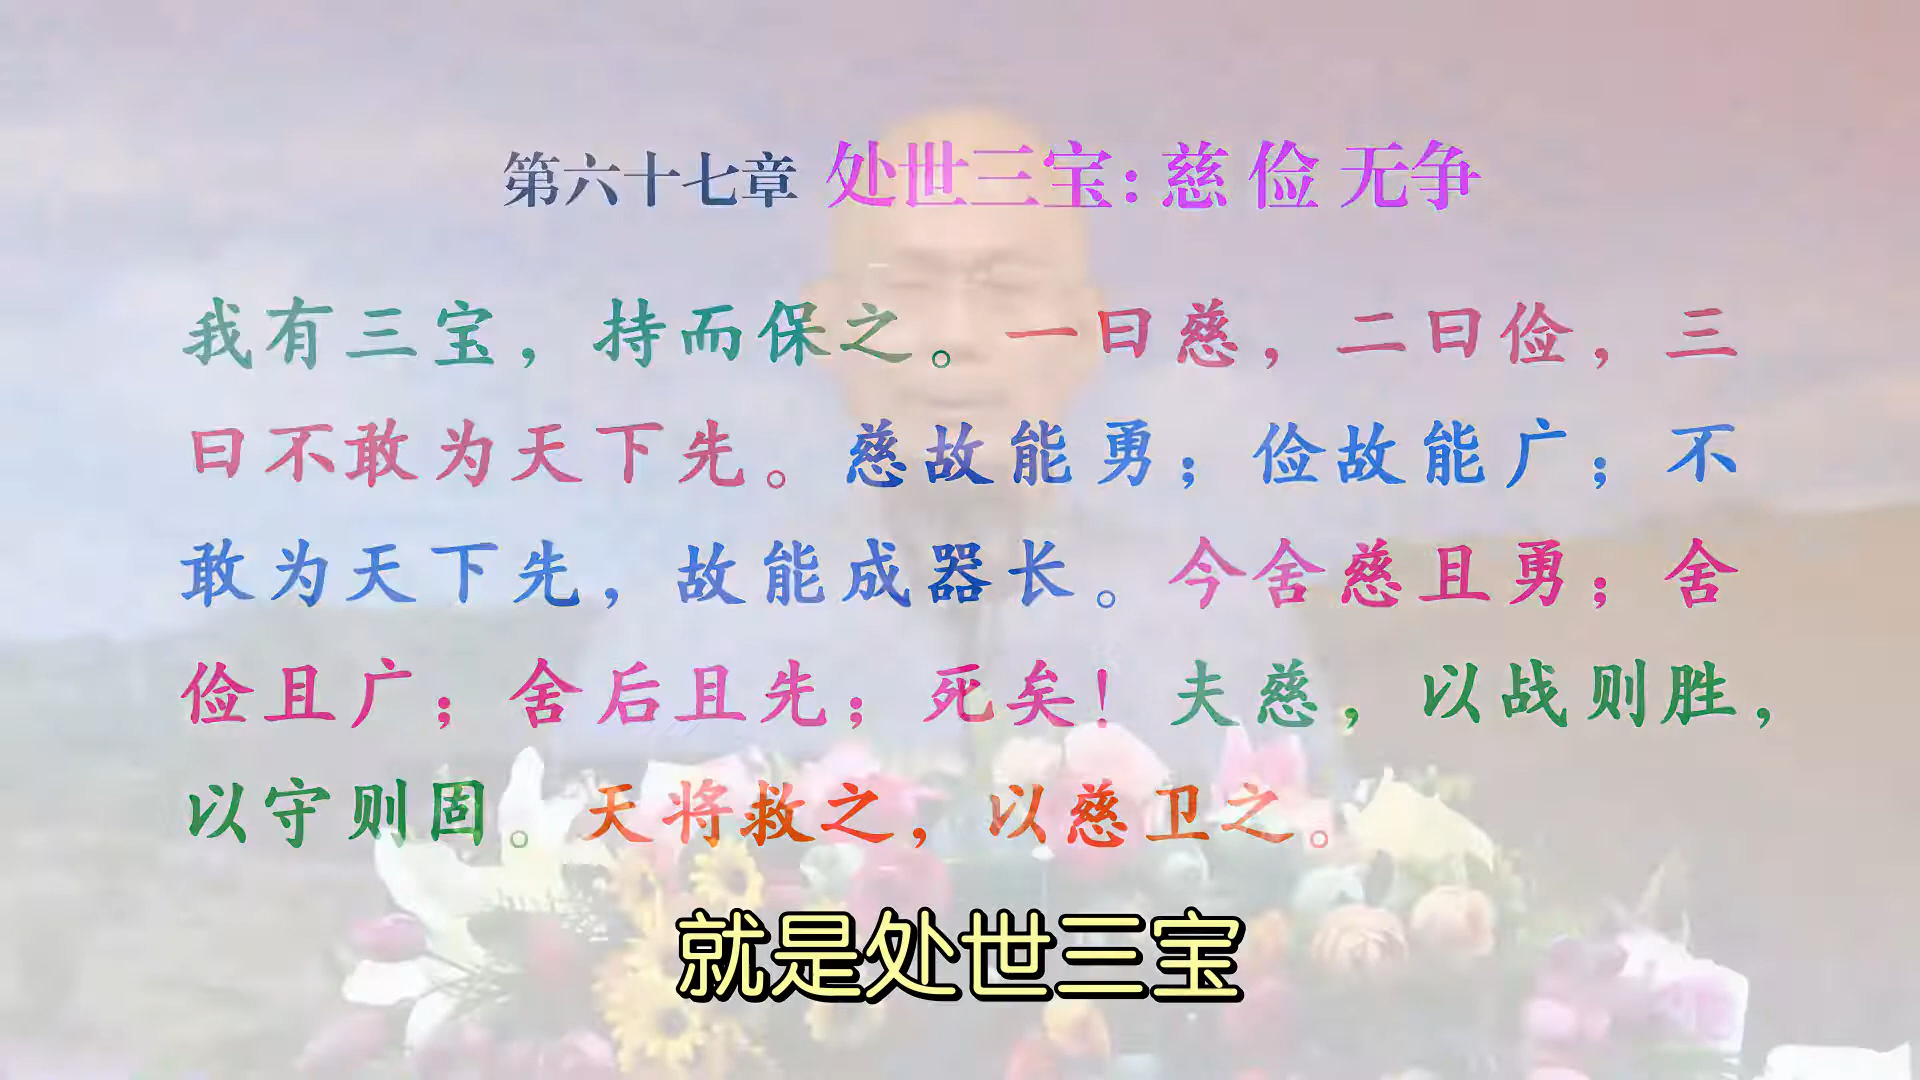 第六十七章 处世三宝：慈 俭 无争
我有三宝，持而保之。一曰慈，二曰俭，三
曰不敢为天下先。慈故能勇；俭故能广；不
敢为天下先，故能成器长。今舍慈且勇；舍
俭且广；舍后且先；死矣！夫慈，以战则胜，
以守则固。天将救之，以慈卫之。
就是处世三宝